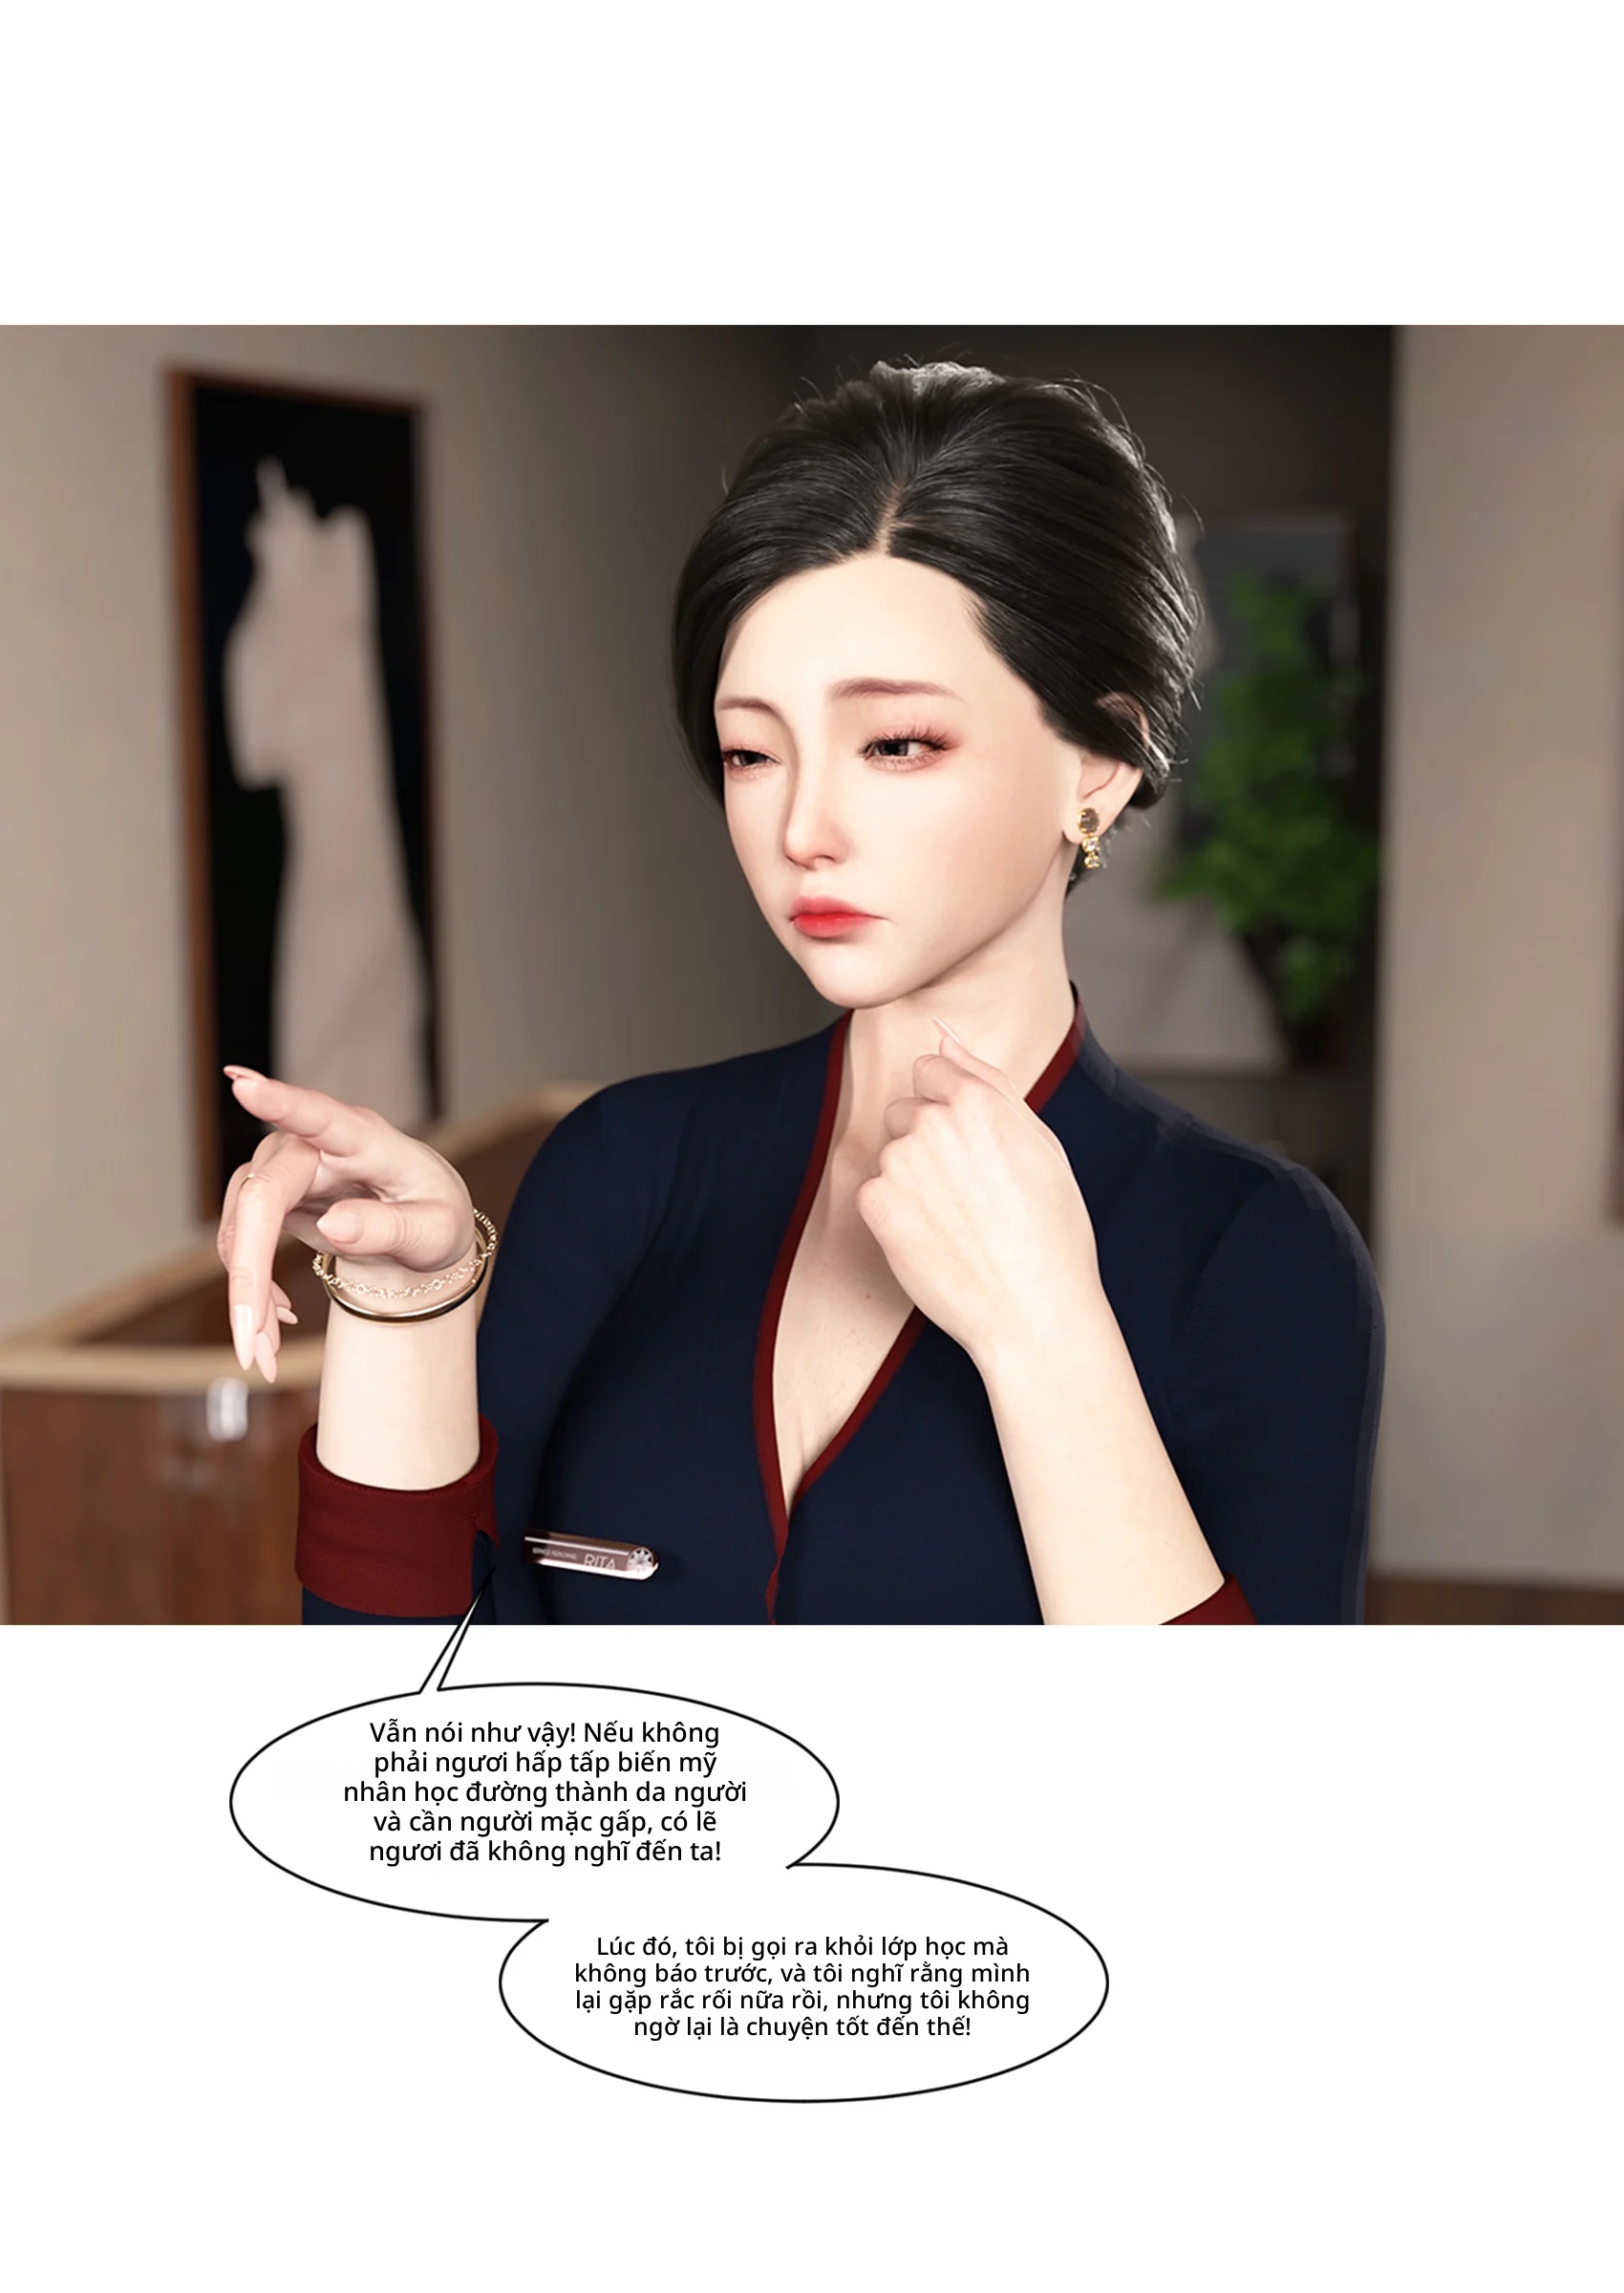 SERVICE PERSONNEL RITA
Vẫn nói như vậy! Nếu không
phải ngươi hấp tấp biến mỹ
nhân học đường thành da người
và cần người mặc gấp, có lẽ
ngươi đã không nghĩ đến ta!
Lúc đó, tôi bị gọi ra khỏi lớp học mà
không báo trước, và tôi nghĩ rằng mình
lại gặp rắc rối nữa rồi, nhưng tôi không
ngờ lại là chuyện tốt đến thế!